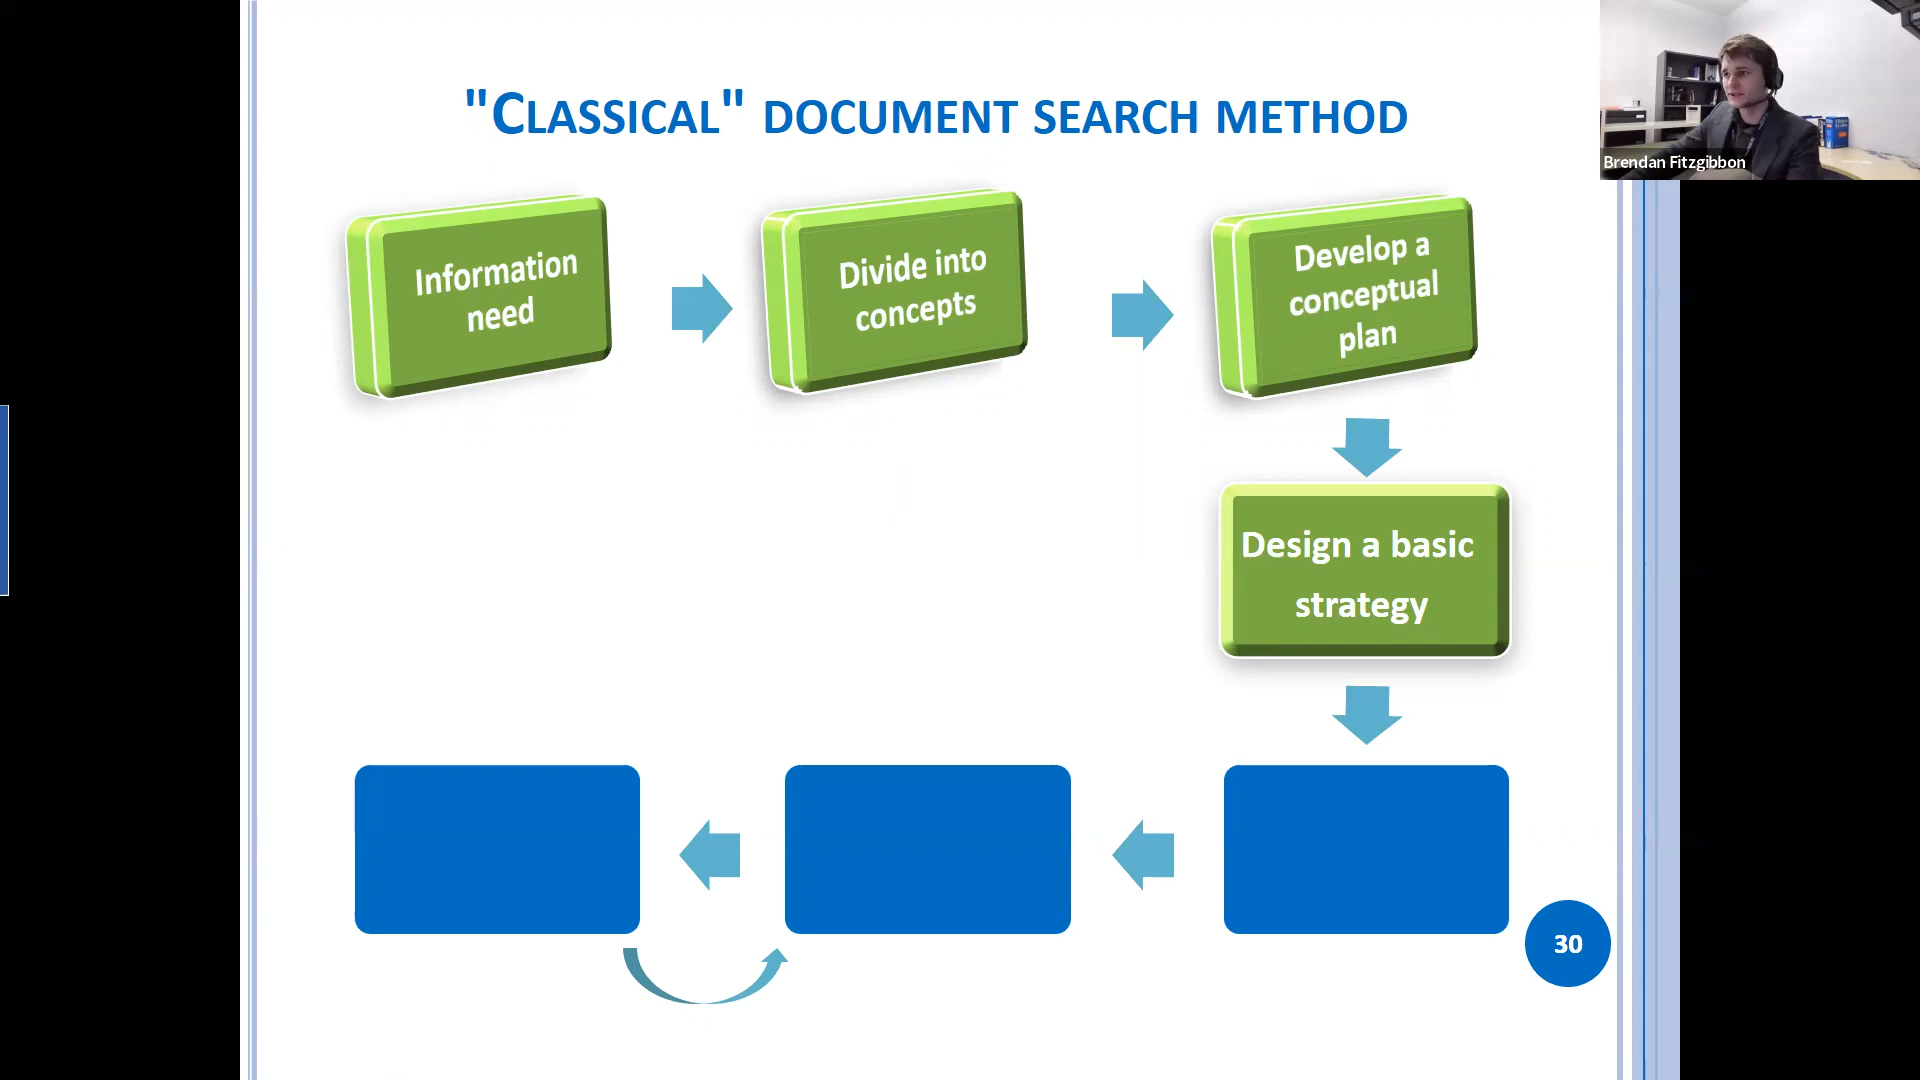 "Classical" document search method
Brendan Fitzgibbon
Information
need
Divide into
concepts
Develop a
conceptual
plan
Design a basic
strategy
30